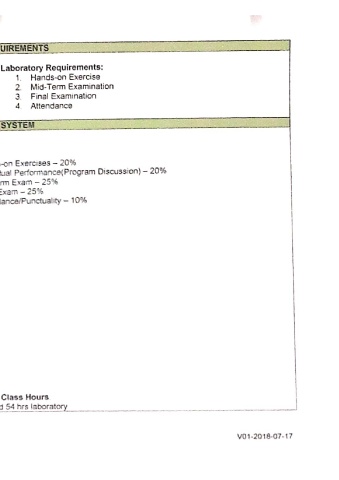 UIREMENTS
Laboratory Requirements:
1. Hands-on Exercise
2. Mid-Term Examination
3. Final Examination
4. Attendance
SYSTEM
-on Exercises – 20%
ual Performance(Program Discussion) – 20%
rm Exam – 25%
Exam – 25%
ance/Punctuality – 10%
Class Hours
d 54 hrs laboratory
V01-2018-07-17